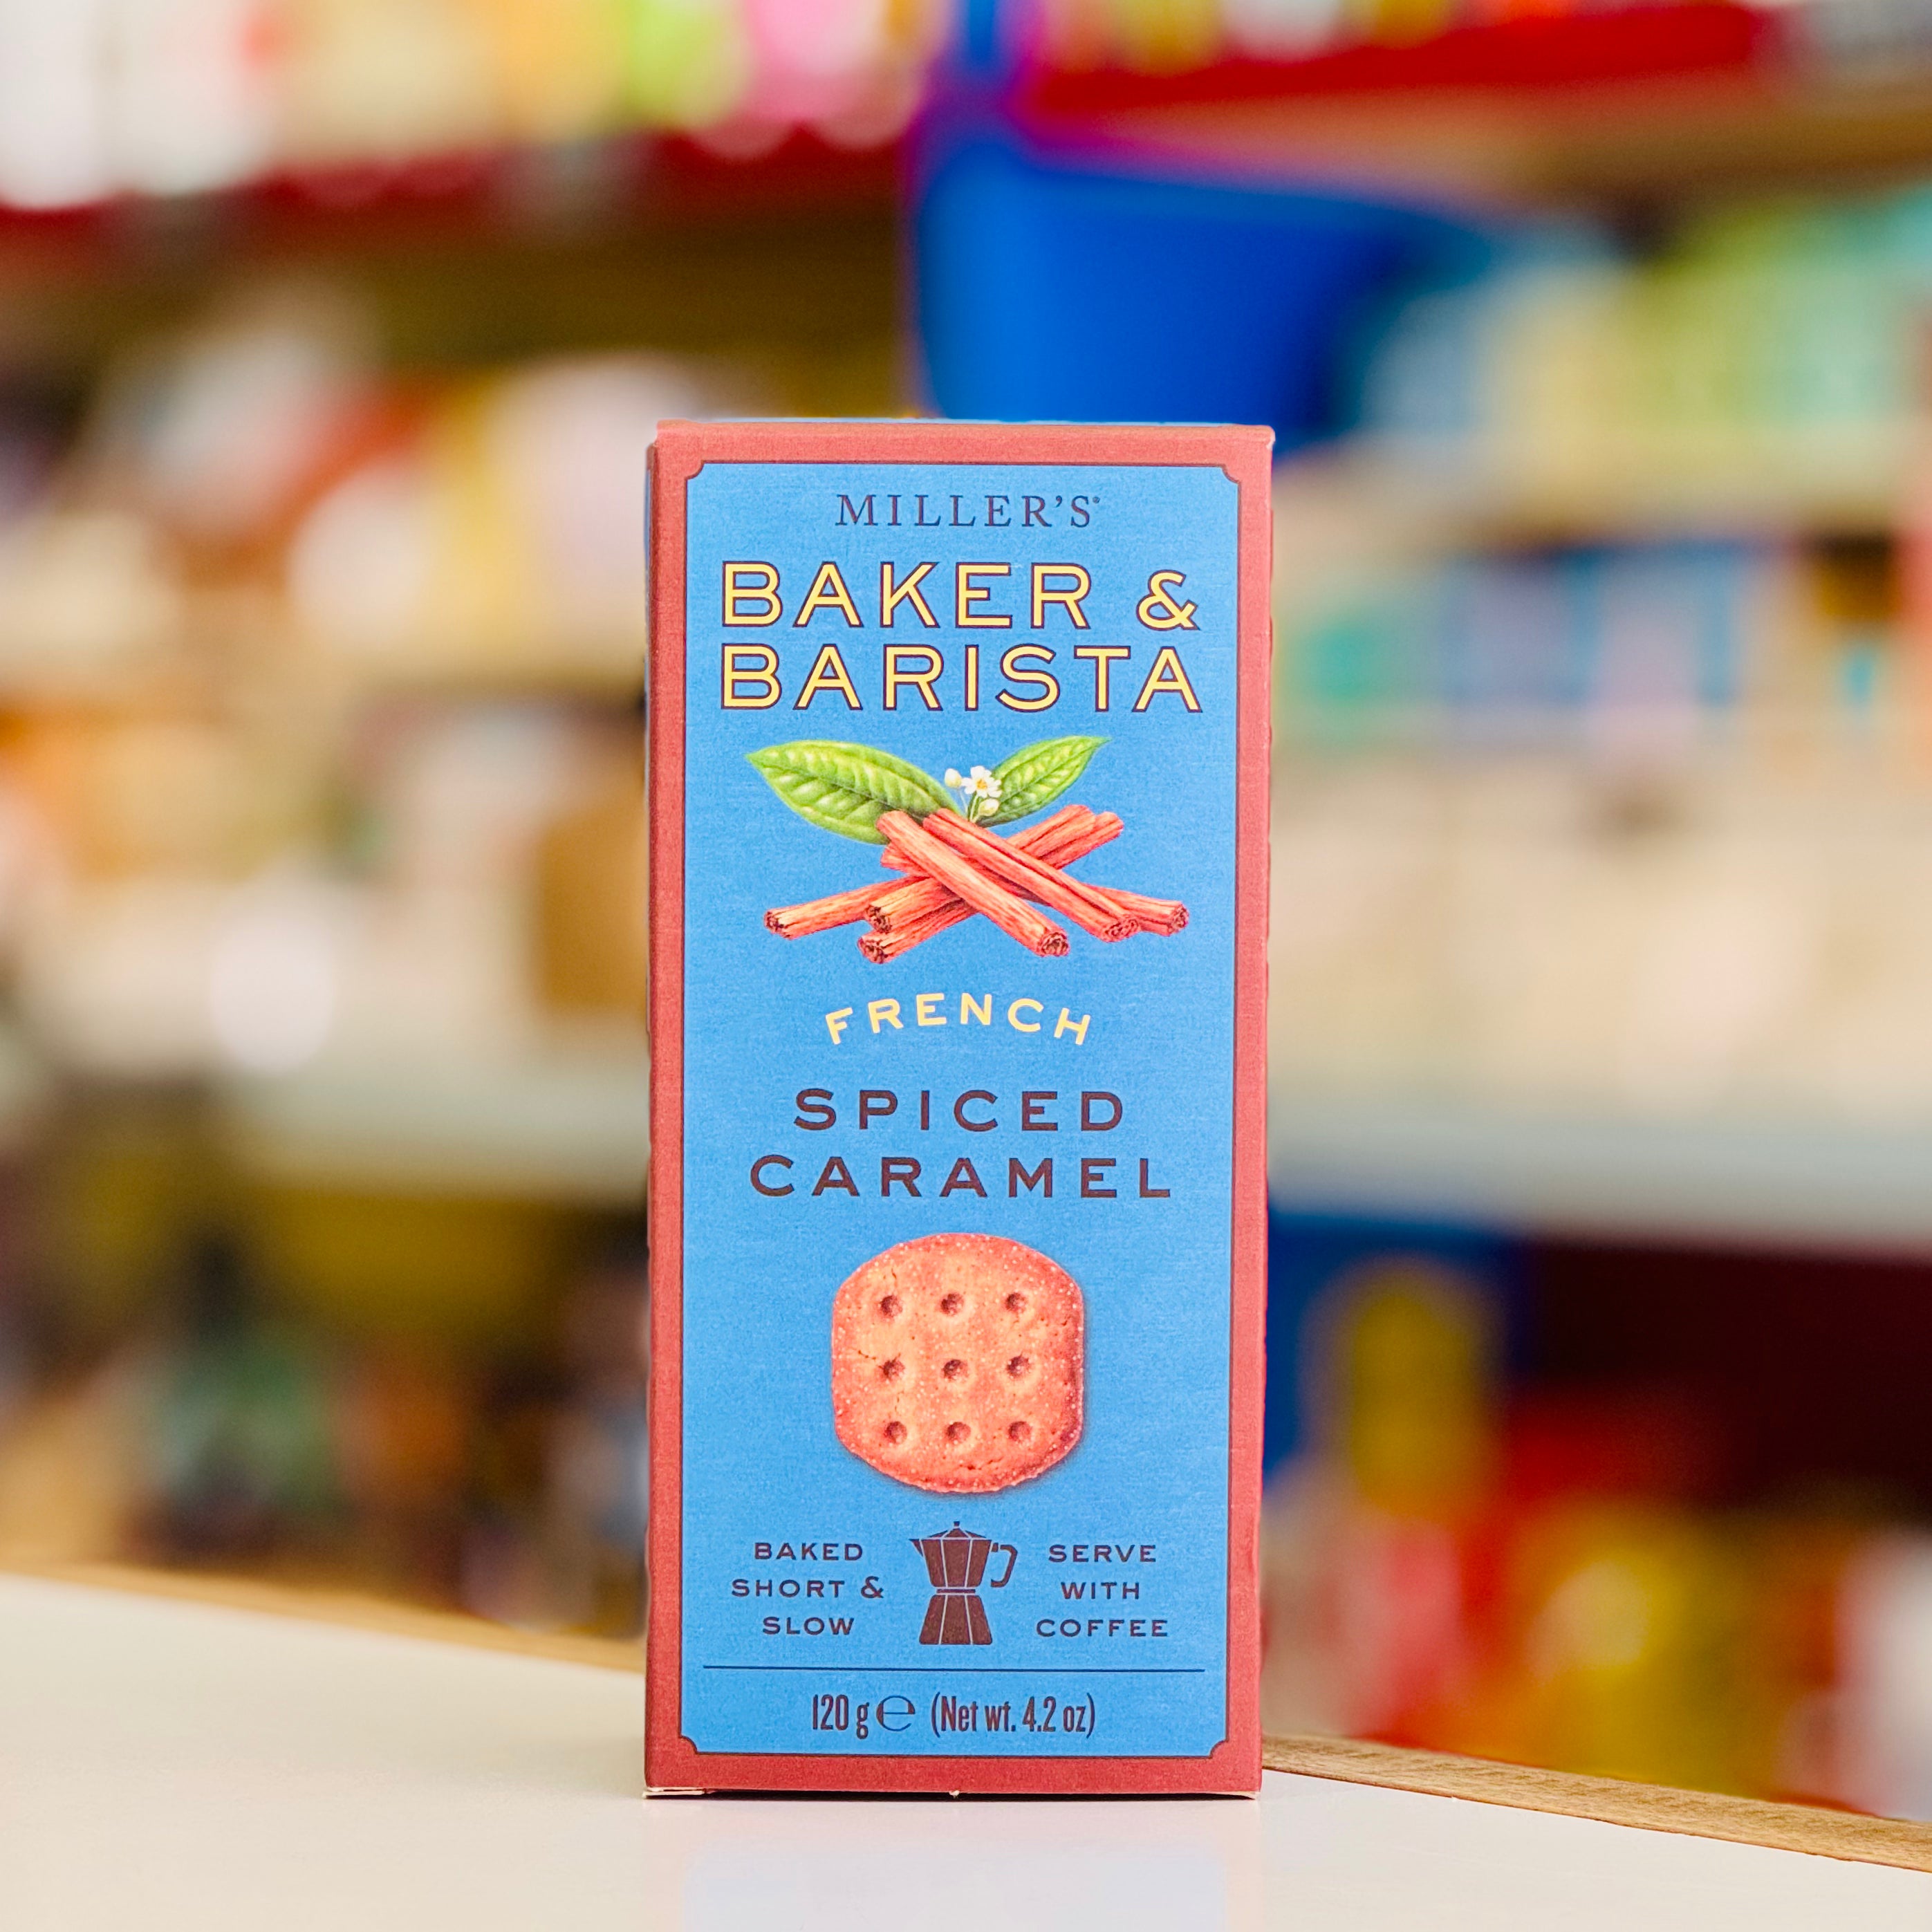 MILLER'S®
BAKER &
BARISTA
FRENCH
SPICED
CARAMEL
BAKED
SHORT &
SLOW
SERVE
WITH
COFFEE
120 g ℮ (Net wt. 4.2 oz)